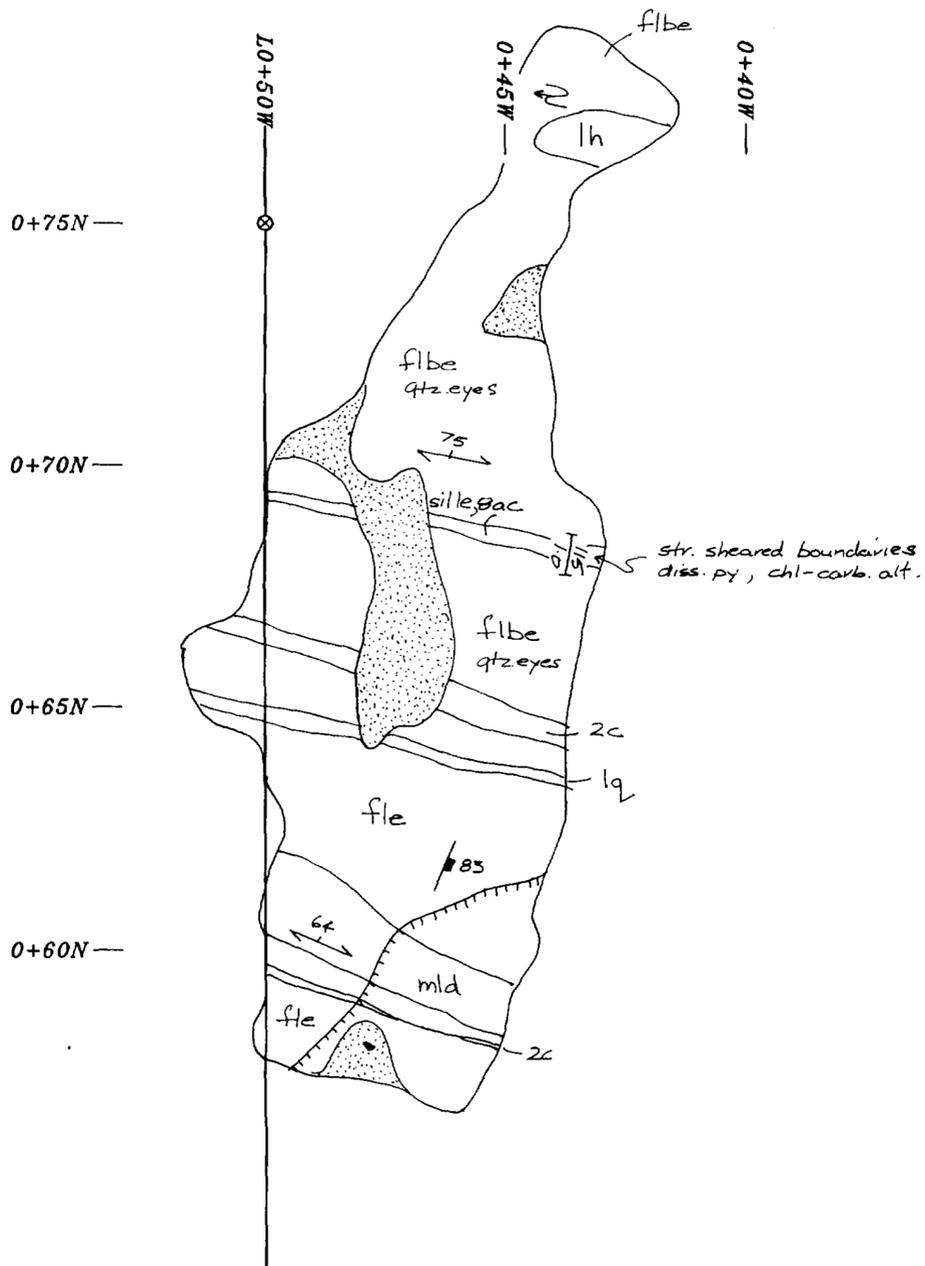 flbe
L0+50W
0+45W
0+40W
lh
0+75N
flbe
qtz.eyes
75
0+70N
sille,8ac
str. sheared boundairies
diss. py, chl-carb. alt.
flbe
qtz eyes
0+65N
2c
lq
fle
83
64
0+60N
mld
fle
2c